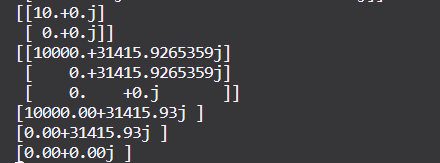 [[10.+0.j]
 [ 0.+0.j]]
[[10000.+31415.9265359j]
 [    0.+31415.9265359j]
 [    0.    +0.j       ]]
[10000.00+31415.93j ]
[0.00+31415.93j ]
[0.00+0.00j ]